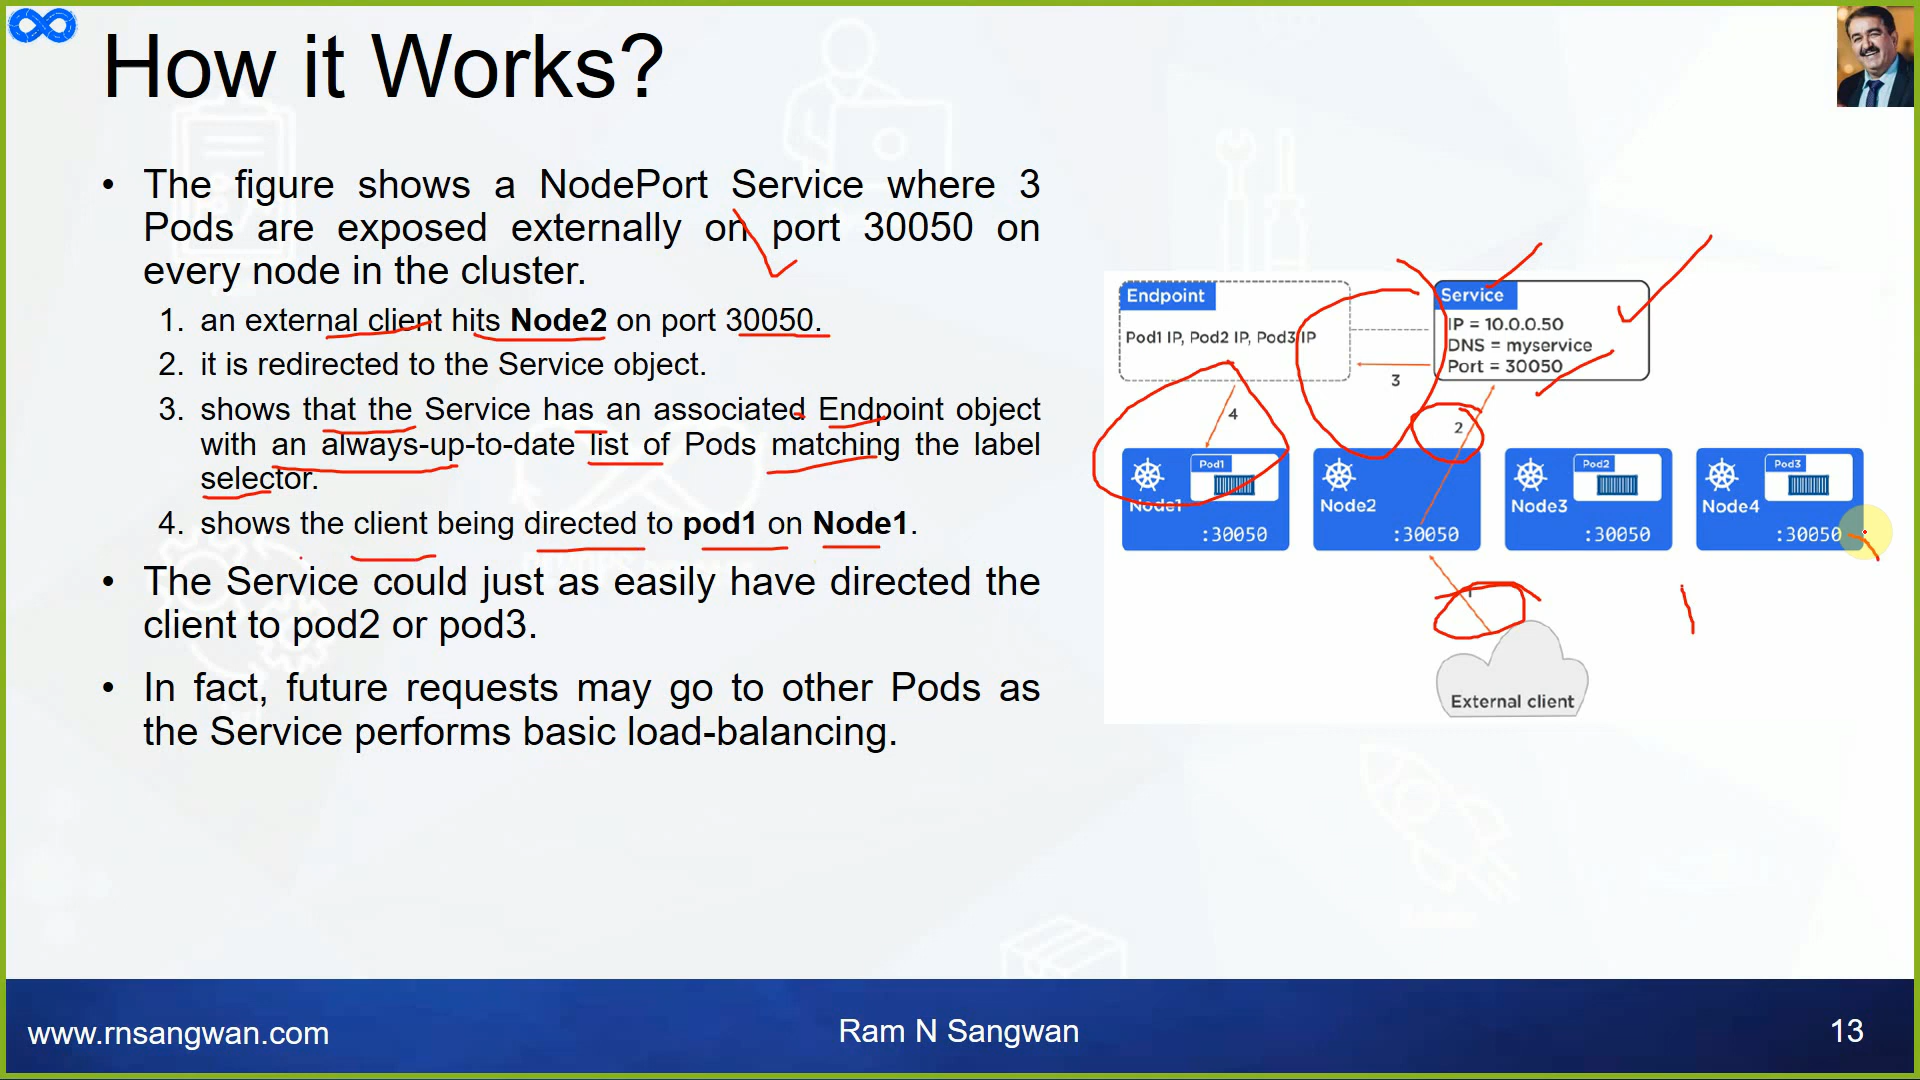 How it Works?
• The figure shows a NodePort Service where 3
Pods are exposed externally on port 30050 on
every node in the cluster.
1. an external client hits Node2 on port 30050.
2. it is redirected to the Service object.
3. shows that the Service has an associated Endpoint object
with an always-up-to-date list of Pods matching the label
selector.
4. shows the client being directed to pod1 on Node1.
• The Service could just as easily have directed the
client to pod2 or pod3.
• In fact, future requests may go to other Pods as
the Service performs basic load-balancing.
Endpoint
Pod1 IP, Pod2 IP, Pod3 IP
Service
IP = 10.0.0.50
DNS = myservice
Port = 30050
3
4
2
Pod1
Node1
:30050
Node2
:30050
Pod2
Node3
:30050
Pod3
Node4
:30050
1
External client
www.rnsangwan.com
Ram N Sangwan
13